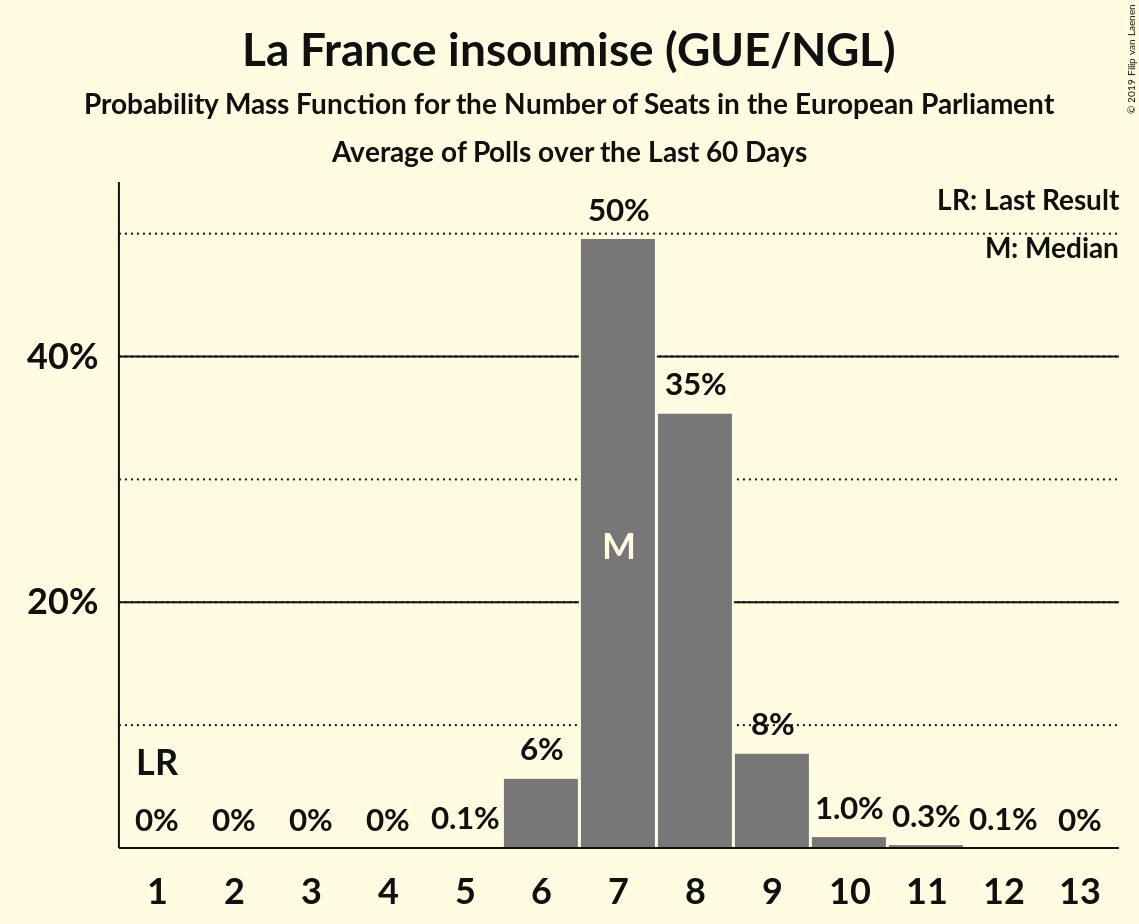 La France insoumise (GUE/NGL)
Probability Mass Function for the Number of Seats in the European Parliament
Average of Polls over the Last 60 Days
© 2019 Filip van Laenen
LR: Last Result
M: Median
50%
40%
35%
M
20%
8%
6%
LR
0% 0% 0% 0% 0.1% 1.0% 0.3% 0.1% 0%
1 2 3 4 5 6 7 8 9 10 11 12 13